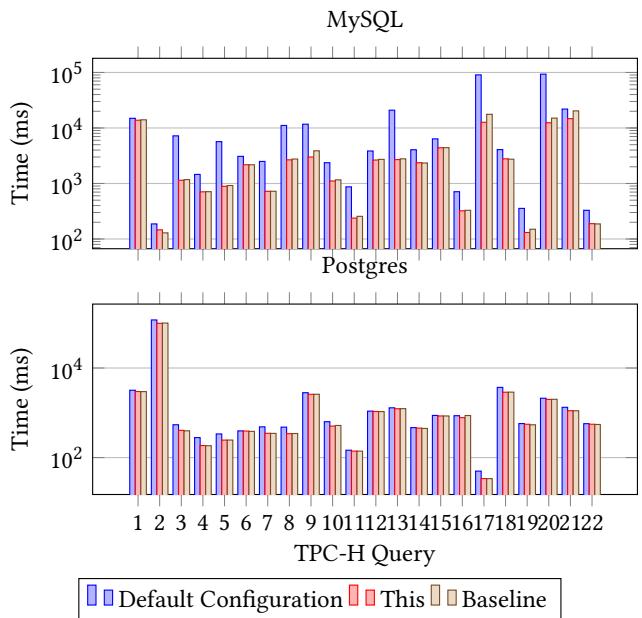 MySQL
10^5
10^4
10^3
10^2
Time (ms)
Postgres
10^4
10^2
Time (ms)
1 2 3 4 5 6 7 8 9 10 11 12 13 14 15 16 17 18 19 20 21 22
TPC-H Query
Default Configuration This Baseline